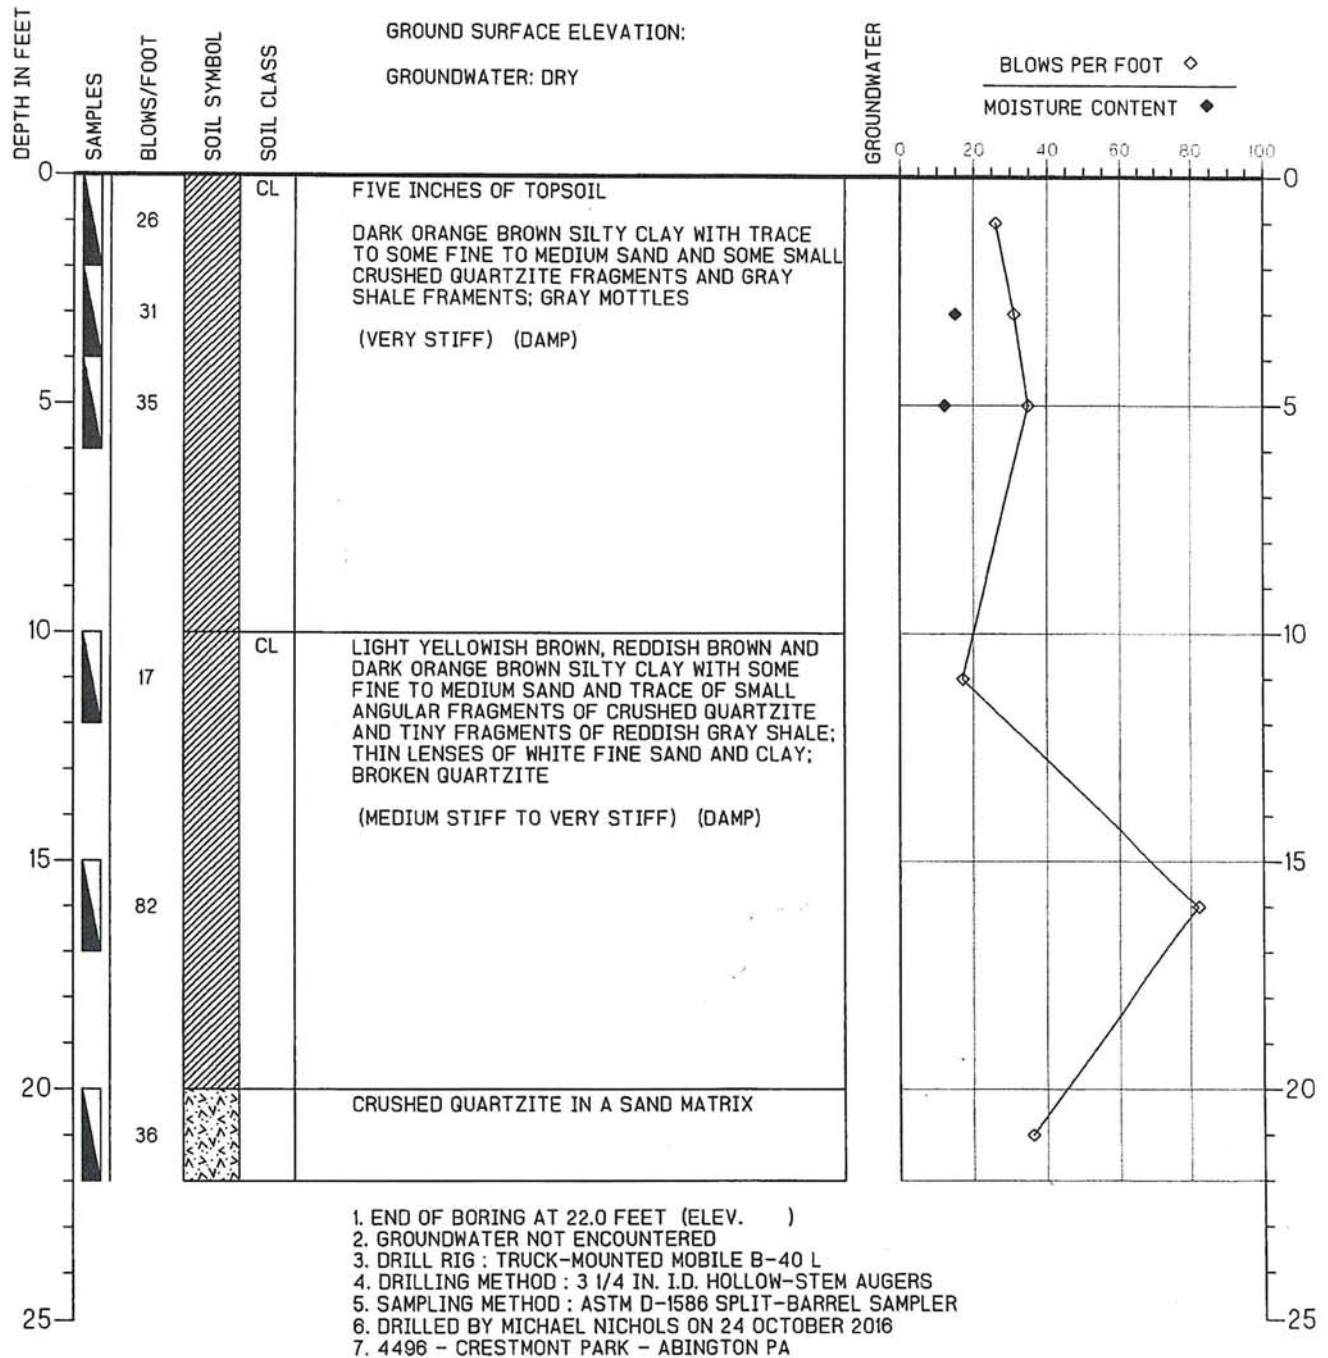 GROUND SURFACE ELEVATION:
GROUNDWATER: DRY
DEPTH IN FEET
SAMPLES
BLOWS/FOOT
SOIL SYMBOL
SOIL CLASS
GROUNDWATER
BLOWS PER FOOT
MOISTURE CONTENT
0 20 40 60 80 100
0
CL
FIVE INCHES OF TOPSOIL
0
26
DARK ORANGE BROWN SILTY CLAY WITH TRACE
TO SOME FINE TO MEDIUM SAND AND SOME SMALL
CRUSHED QUARTZITE FRAGMENTS AND GRAY
SHALE FRAMENTS; GRAY MOTTLES
31
(VERY STIFF) (DAMP)
5
35
5
10
10
CL
LIGHT YELLOWISH BROWN, REDDISH BROWN AND
DARK ORANGE BROWN SILTY CLAY WITH SOME
FINE TO MEDIUM SAND AND TRACE OF SMALL
ANGULAR FRAGMENTS OF CRUSHED QUARTZITE
AND TINY FRAGMENTS OF REDDISH GRAY SHALE;
THIN LENSES OF WHITE FINE SAND AND CLAY;
BROKEN QUARTZITE
17
(MEDIUM STIFF TO VERY STIFF) (DAMP)
15
15
82
20
20
CRUSHED QUARTZITE IN A SAND MATRIX
36
1. END OF BORING AT 22.0 FEET (ELEV. )
2. GROUNDWATER NOT ENCOUNTERED
3. DRILL RIG : TRUCK-MOUNTED MOBILE B-40 L
4. DRILLING METHOD : 3 1/4 IN. I.D. HOLLOW-STEM AUGERS
5. SAMPLING METHOD : ASTM D-1586 SPLIT-BARREL SAMPLER
6. DRILLED BY MICHAEL NICHOLS ON 24 OCTOBER 2016
7. 4496 - CRESTMONT PARK - ABINGTON PA
25
25